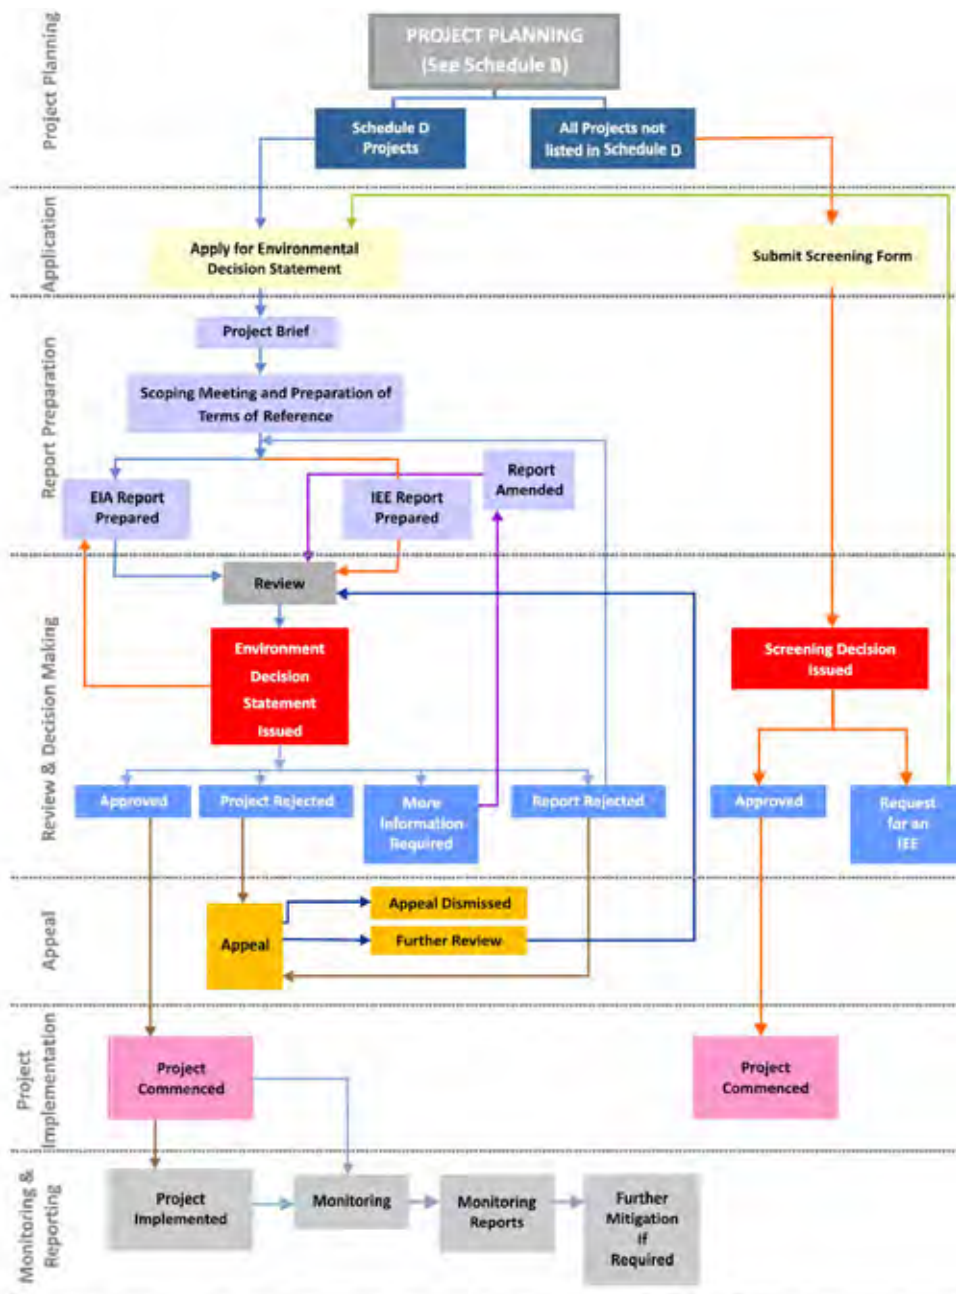 Project Planning
PROJECT PLANNING
(See Schedule B)
Schedule D
Projects
All Projects not
listed in Schedule D
Application
Apply for Environmental
Decision Statement
Submit Screening Form
Report Preparation
Project Brief
Scoping Meeting and Preparation of
Terms of Reference
EIA Report
Prepared
IEE Report
Prepared
Report
Amended
Review & Decision Making
Review
Environment
Decision
Statement
Issued
Screening Decision
Issued
Approved
Project Rejected
More
Information
Required
Report Rejected
Approved
Request
for an
IEE
Appeal
Appeal
Appeal Dismissed
Further Review
Project
Implementation
Project
Commenced
Project
Commenced
Monitoring &
Reporting
Project
Implemented
Monitoring
Monitoring
Reports
Further
Mitigation
If
Required